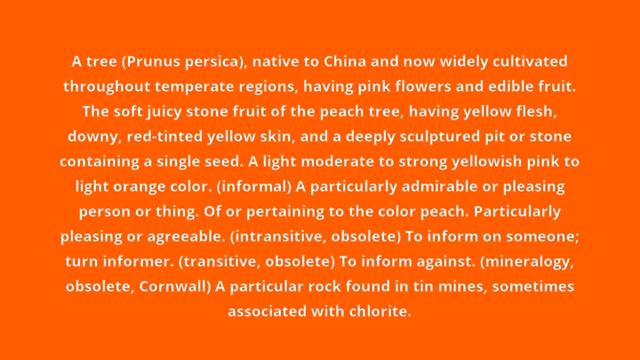 A tree (Prunus persica), native to China and now widely cultivated
throughout temperate regions, having pink flowers and edible fruit.
The soft juicy stone fruit of the peach tree, having yellow flesh,
downy, red-tinted yellow skin, and a deeply sculptured pit or stone
containing a single seed. A light moderate to strong yellowish pink to
light orange color. (informal) A particularly admirable or pleasing
person or thing. Of or pertaining to the color peach. Particularly
pleasing or agreeable. (intransitive, obsolete) To inform on someone;
turn informer. (transitive, obsolete) To inform against. (mineralogy,
obsolete, Cornwall) A particular rock found in tin mines, sometimes
associated with chlorite.